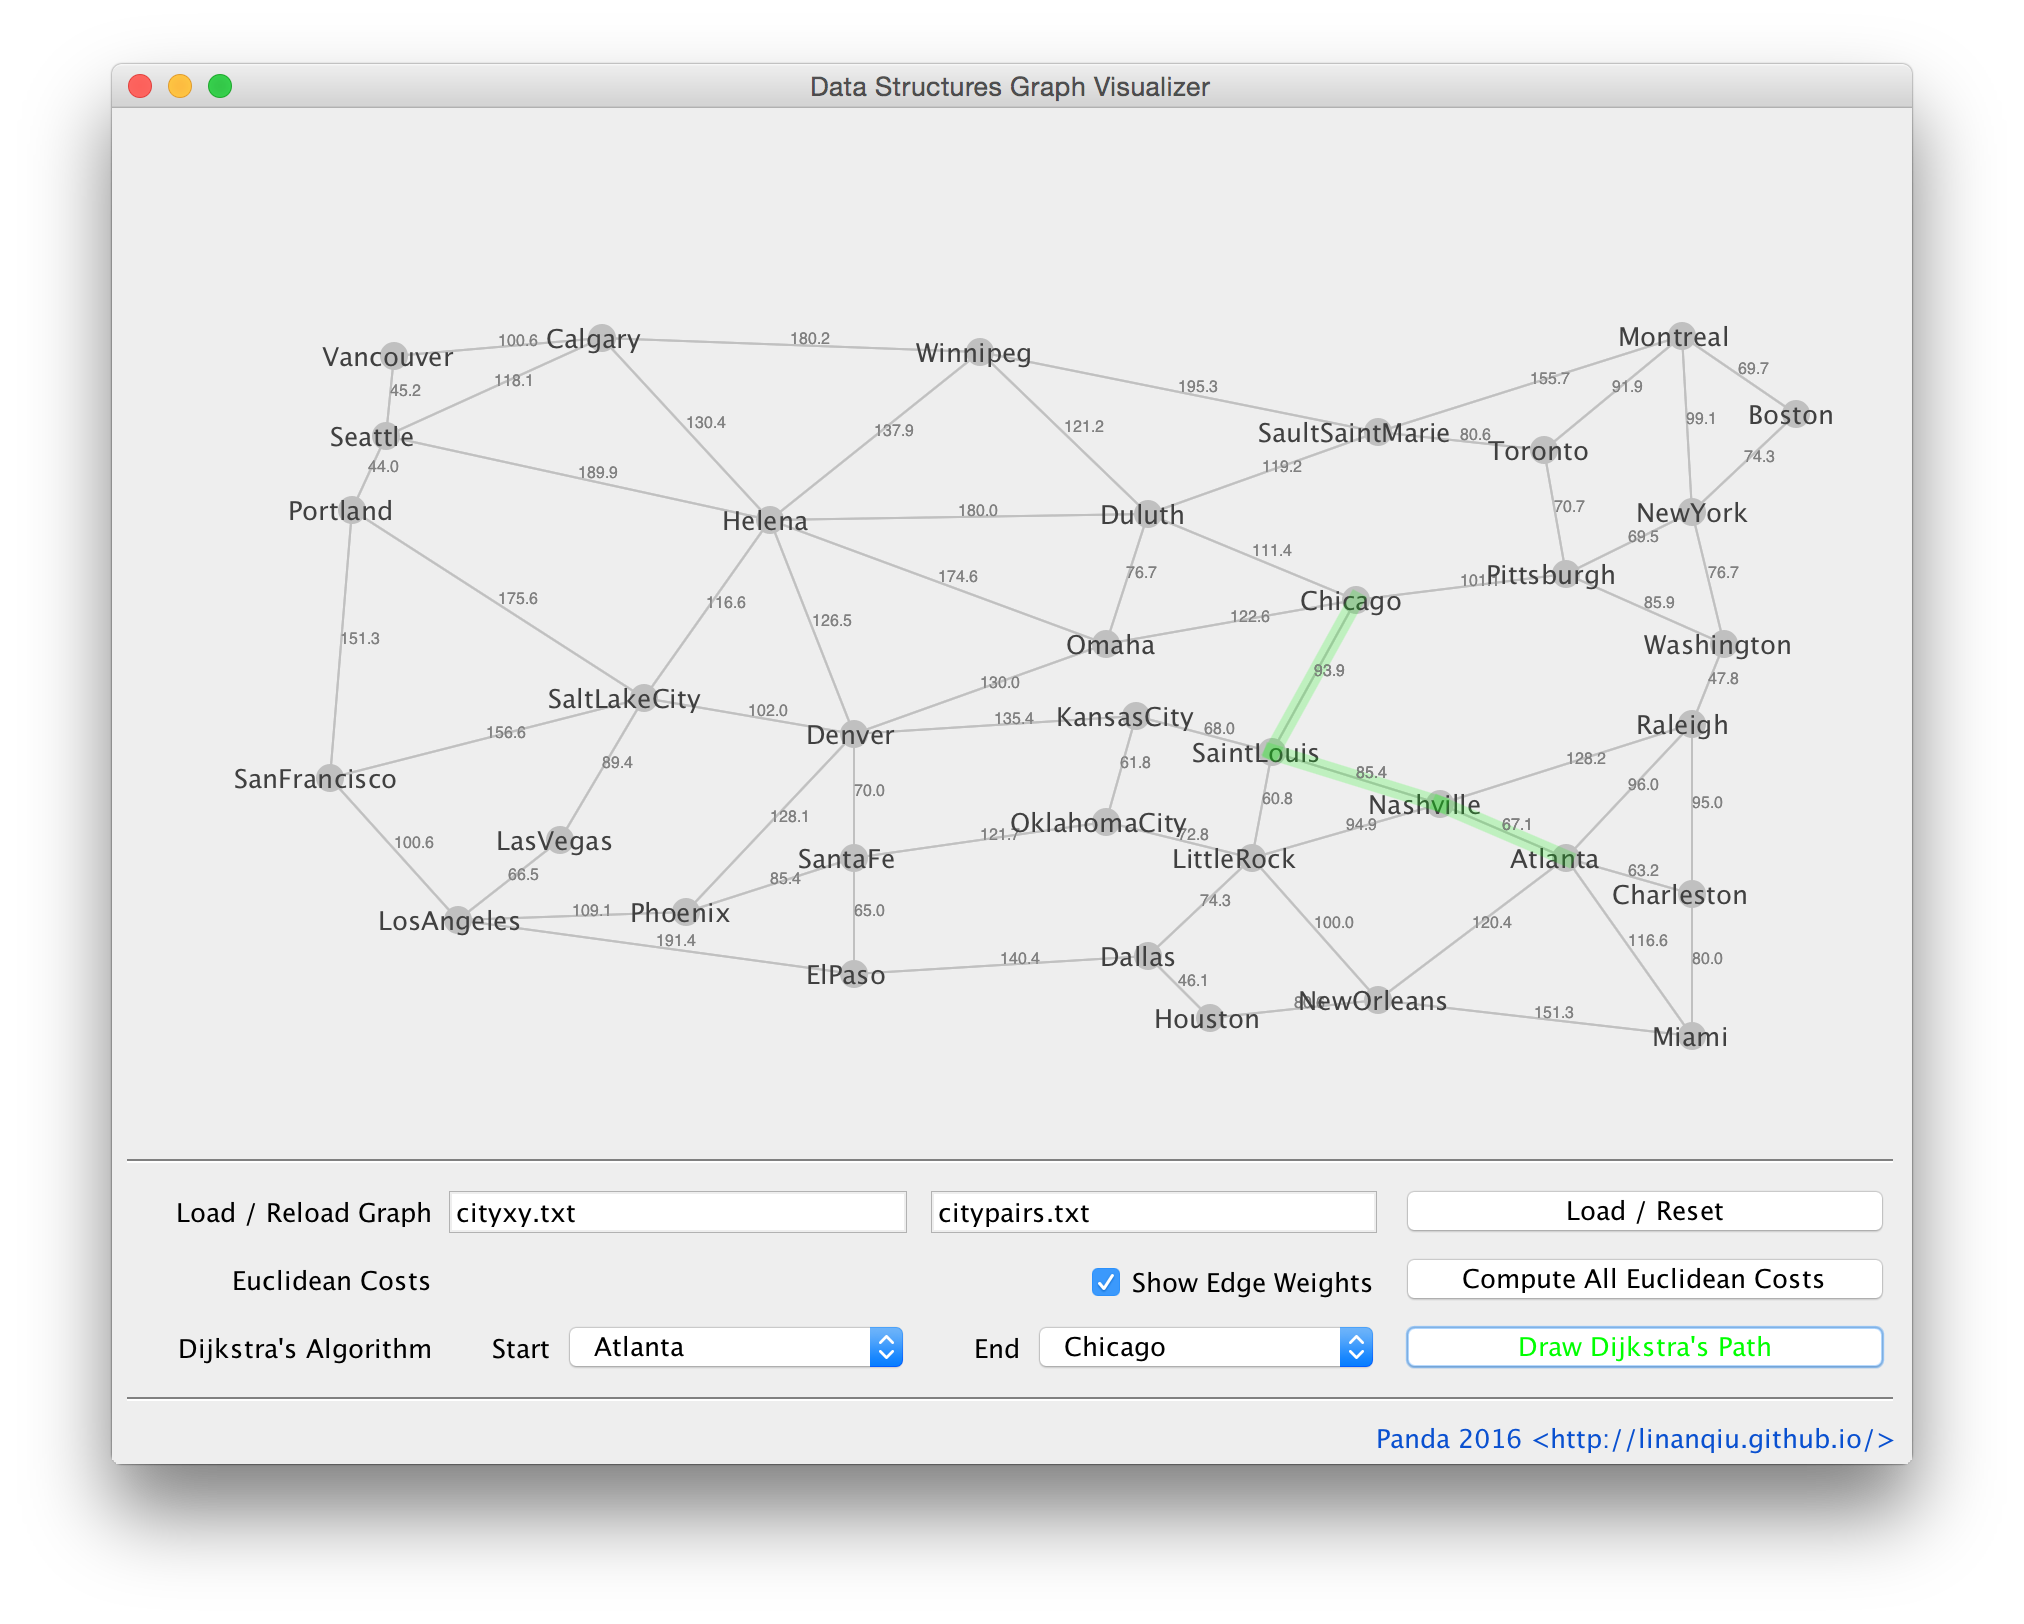 Data Structures Graph Visualizer
Calgary
Montreal
100.6
180.2
Vancouver
Winnipeg
69.7
118.1
155.7
91.9
195.3
45.2
Boston
130.4
121.2
99.1
137.9
Seattle
SaultSaintMarie
80.6
Toronto
74.3
44.0
189.9
119.2
Portland
180.0
70.7
Helena
Duluth
NewYork
69.5
111.4
174.6
76.7
Pittsburgh
76.7
175.6
116.6
Chicago
85.9
126.5
122.6
151.3
Omaha
Washington
93.9
130.0
47.8
SaltLakeCity
102.0
135.4
KansasCity
68.0
Raleigh
156.6
Denver
SaintLouis
128.2
89.4
61.8
85.4
SanFrancisco
70.0
60.8
96.0
95.0
Nashville
128.1
OklahomaCity
94.9
67.1
100.6
LasVegas
121.7
72.8
66.5
SantaFe
LittleRock
Atlanta
85.4
63.2
109.1
Phoenix
65.0
74.3
Charleston
LosAngeles
100.0
120.4
191.4
116.6
140.4
Dallas
80.0
ElPaso
46.1
NewOrleans
151.3
Houston
Miami
Load / Reload Graph cityxy.txt citypairs.txt Load / Reset
Euclidean Costs Show Edge Weights Compute All Euclidean Costs
Dijkstra's Algorithm Start Atlanta End Chicago Draw Dijkstra's Path
Panda 2016 <http://linanqiu.github.io/>